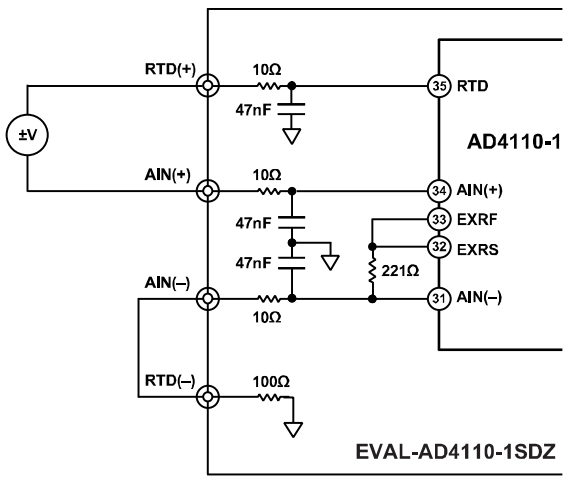 RTD(+)
10Ω
35
RTD
47nF
±V
AD4110-1
AIN(+)
10Ω
34
AIN(+)
33
EXRF
47nF
32
EXRS
47nF
221Ω
AIN(–)
31
AIN(–)
10Ω
RTD(–)
100Ω
EVAL-AD4110-1SDZ